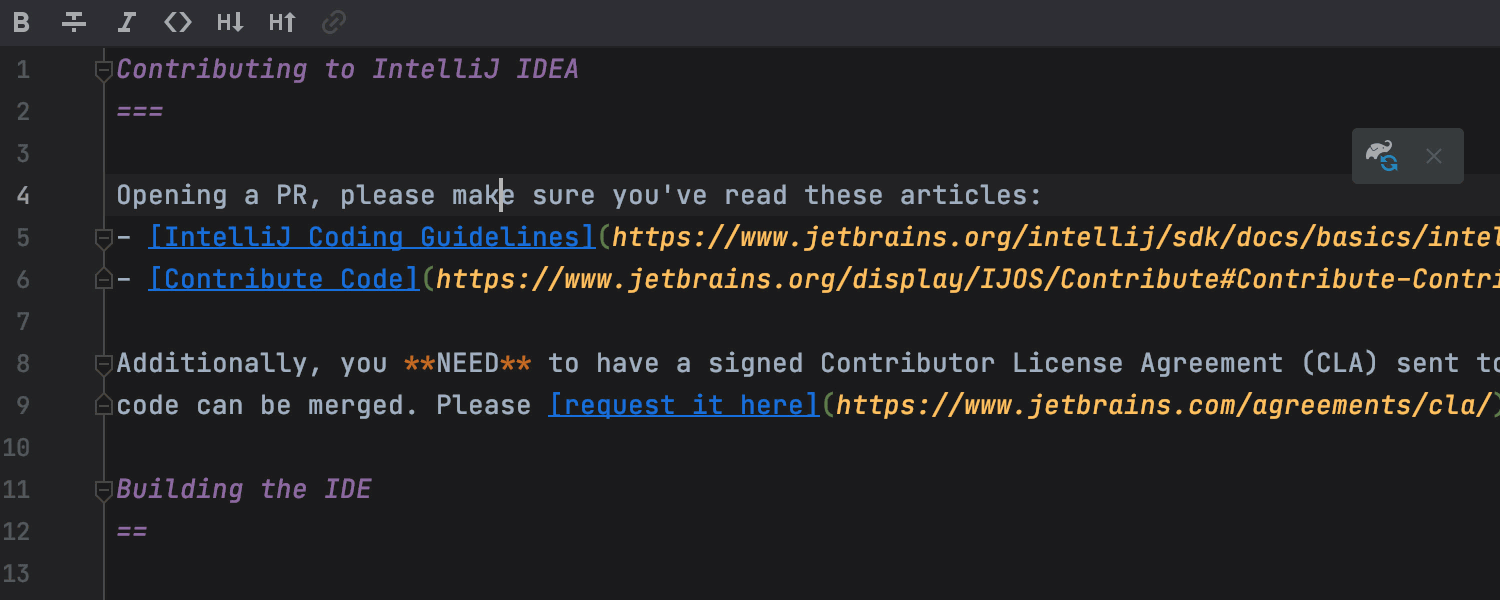 B I <> H↓ H↑
1 Contributing to IntelliJ IDEA
2 ===
3
4 Opening a PR, please make sure you've read these articles:
5 - [IntelliJ Coding Guidelines](https://www.jetbrains.org/intellij/sdk/docs/basics/intel
6 - [Contribute Code](https://www.jetbrains.org/display/IJOS/Contribute#Contribute-Contri
7
8 Additionally, you **NEED** to have a signed Contributor License Agreement (CLA) sent to
9 code can be merged. Please [request it here](https://www.jetbrains.com/agreements/cla/)
10
11 Building the IDE
12 ==
13